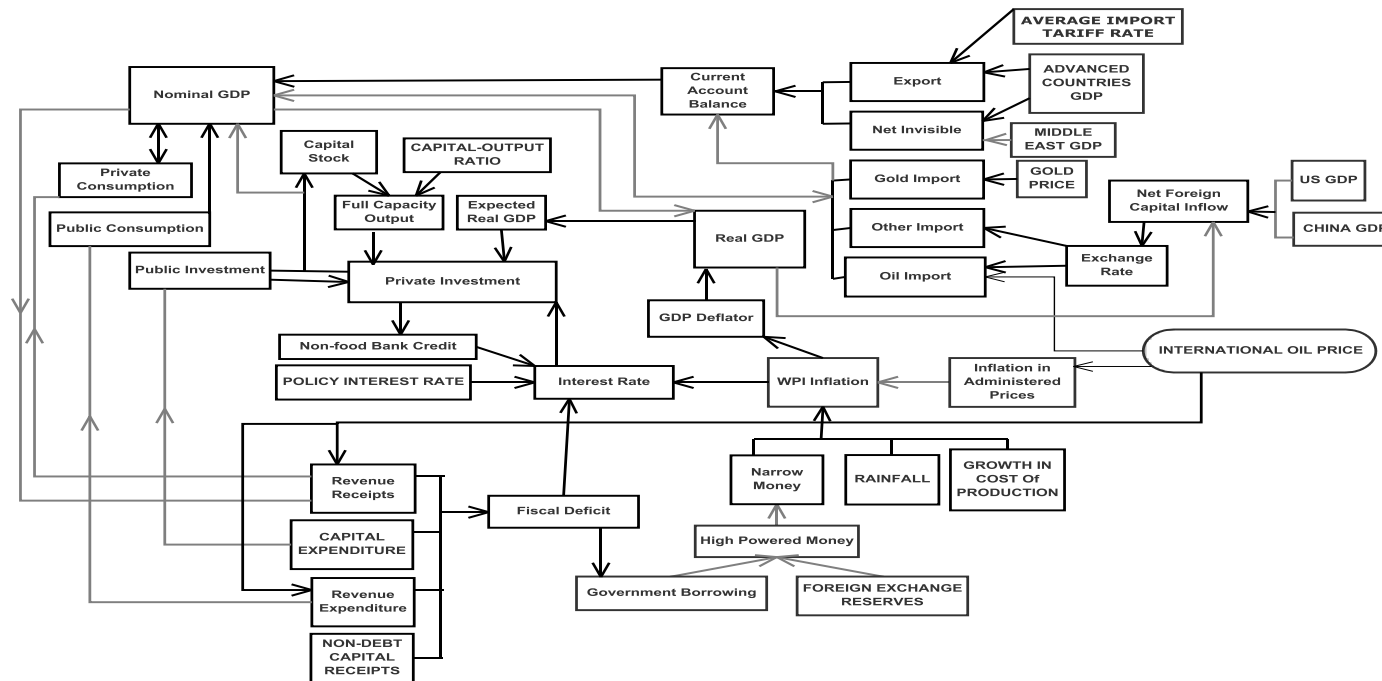 AVERAGE IMPORT
TARIFF RATE
Nominal GDP
Current
Account
Balance
Export
ADVANCED
COUNTRIES
GDP
Net Invisible
MIDDLE
EAST GDP
Capital
Stock
CAPITAL-OUTPUT
RATIO
Private
Consumption
Gold Import
GOLD
PRICE
US GDP
Net Foreign
Capital Inflow
Full Capacity
Output
Expected
Real GDP
Public Consumption
Real GDP
Other Import
CHINA GDP
Public Investment
Private Investment
Oil Import
Exchange
Rate
GDP Deflator
Non-food Bank Credit
INTERNATIONAL OIL PRICE
POLICY INTEREST RATE
Interest Rate
WPI Inflation
Inflation in
Administered
Prices
Revenue
Receipts
Narrow
Money
RAINFALL
GROWTH IN
COST Of
PRODUCTION
Fiscal Deficit
CAPITAL
EXPENDITURE
High Powered Money
Revenue
Expenditure
Government Borrowing
FOREIGN EXCHANGE
RESERVES
NON-DEBT
CAPITAL
RECEIPTS